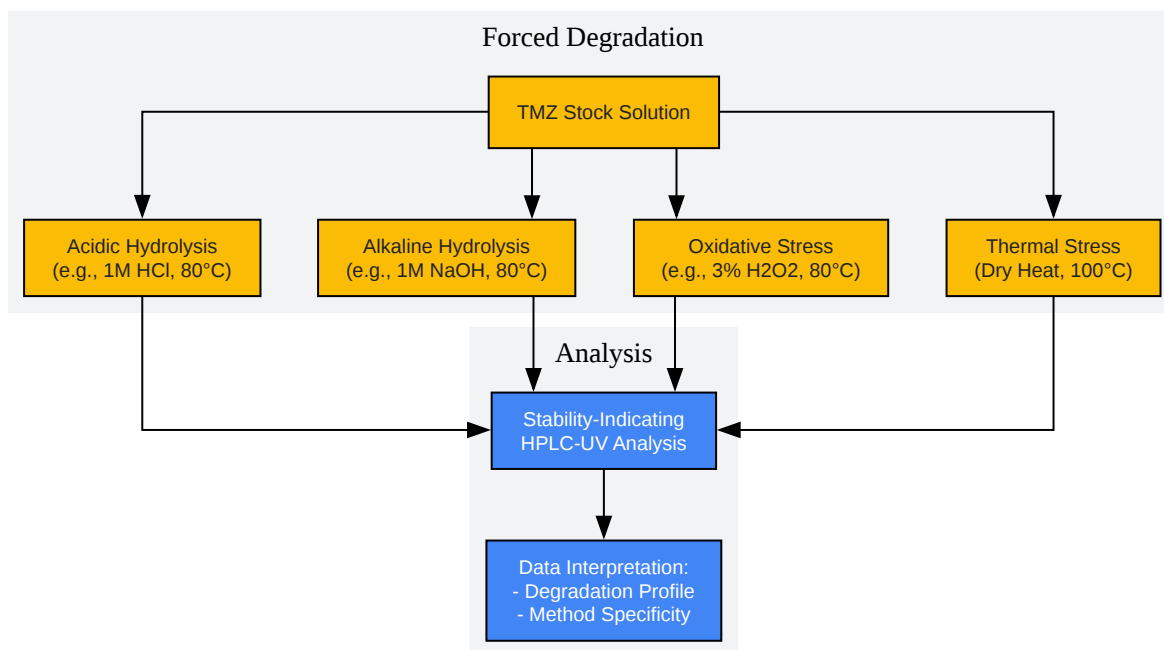 Forced Degradation
TMZ Stock Solution
Acidic Hydrolysis
(e.g., 1M HCl, 80°C)
Alkaline Hydrolysis
(e.g., 1M NaOH, 80°C)
Oxidative Stress
(e.g., 3% H2O2, 80°C)
Thermal Stress
(Dry Heat, 100°C)
Analysis
Stability-Indicating
HPLC-UV Analysis
Data Interpretation:
- Degradation Profile
- Method Specificity